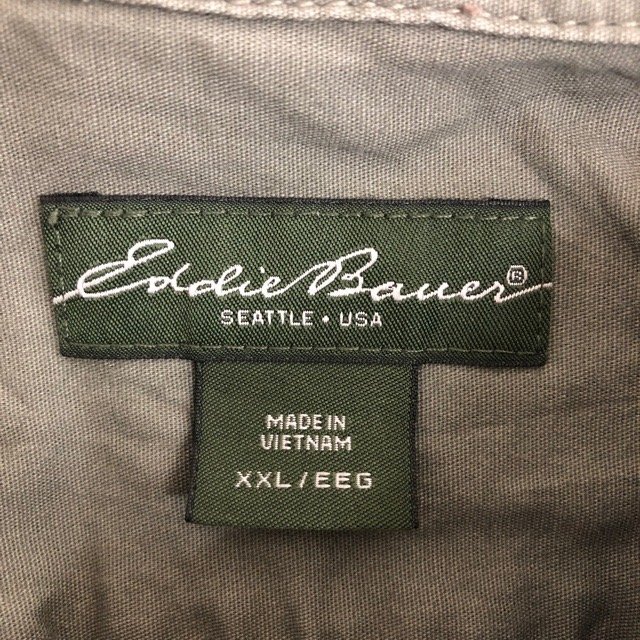 Eddie Bauer®
SEATTLE • USA
MADE IN
VIETNAM
XXL / EEG